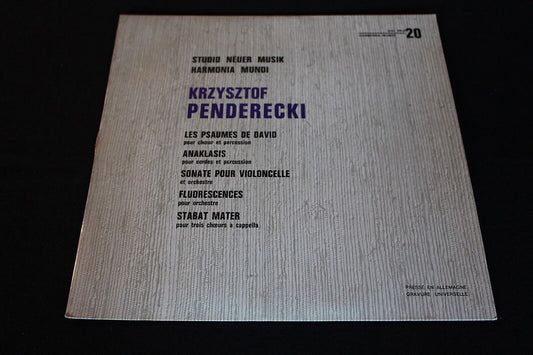 20
STUDIO NEUER MUSIK
HARMONIA MUNDI
KRZYSZTOF
PENDERECKI
LES PSAUMES DE DAVID
pour chœur et percussion
ANAKLASIS
pour cordes et percussion
SONATE POUR VIOLONCELLE
et orchestre
FLUORESCENCES
pour orchestre
STABAT MATER
pour trois chœurs a cappella
PRESSE EN ALLEMAGNE.
GRAVURE UNIVERSELLE.